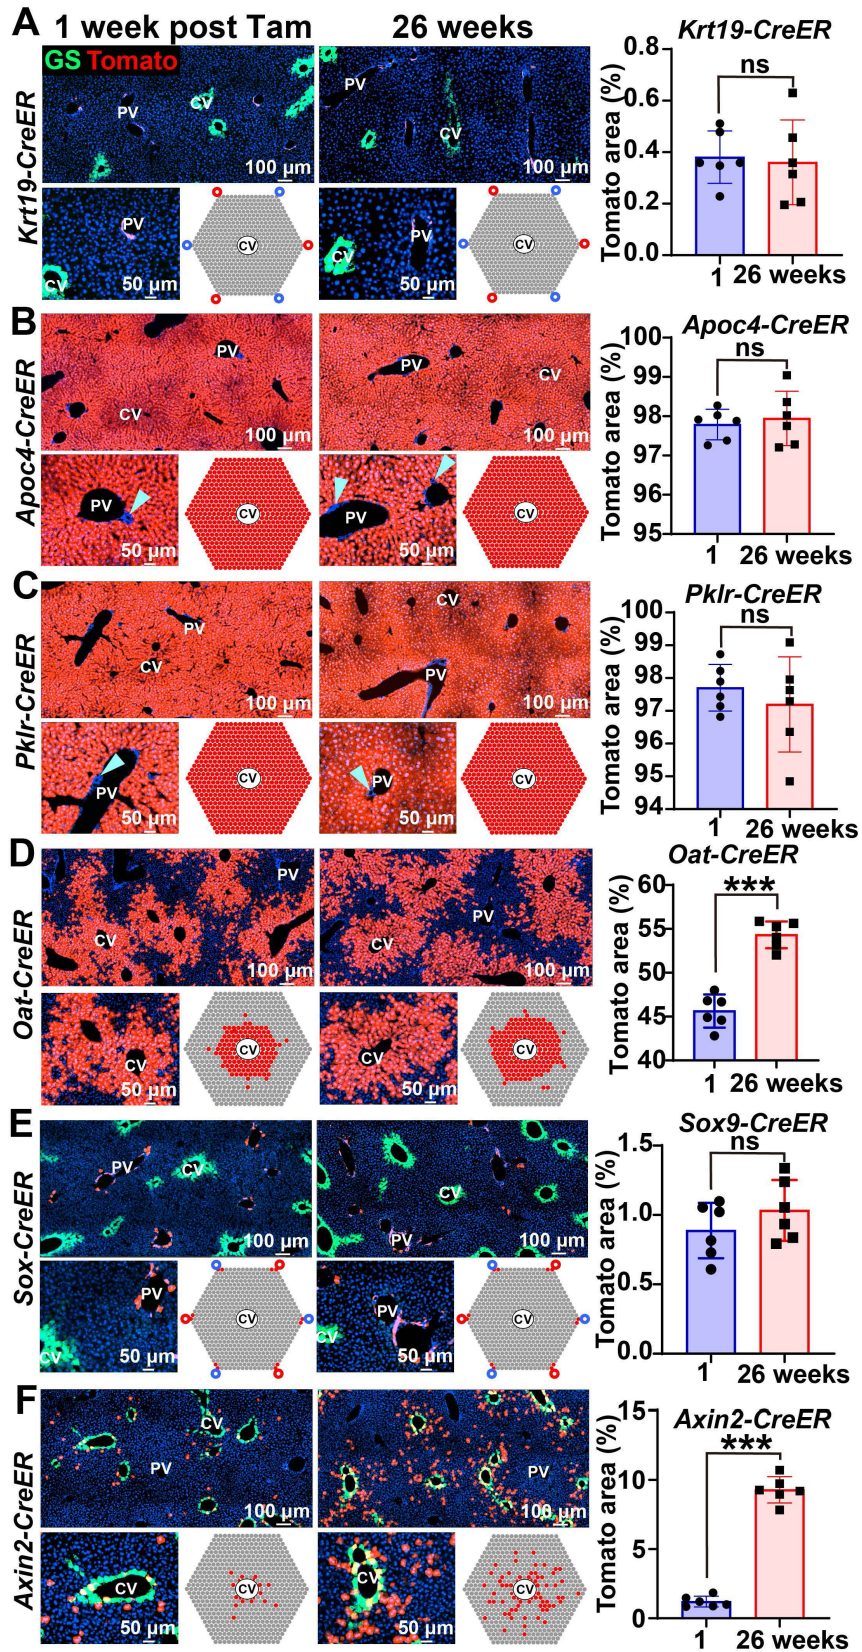 A 1 week post Tam 26 weeks
Krt19-CreER
GS Tomato
PV
CV
100 µm
PV
CV
100 µm
PV
CV
50 µm
CV
PV
CV
50 µm
CV
Krt19-CreER
ns
Tomato area (%)
0.8
0.6
0.4
0.2
0.0
1 26 weeks
B
Apoc4-CreER
PV
CV
100 µm
PV
CV
100 µm
PV
50 µm
CV
PV
50 µm
CV
Apoc4-CreER
ns
Tomato area (%)
100
99
98
97
96
95
1 26 weeks
C
Pklr-CreER
PV
CV
100 µm
CV
PV
100 µm
PV
50 µm
CV
PV
50 µm
CV
Pklr-CreER
ns
Tomato area (%)
100
99
98
97
96
95
94
1 26 weeks
D
Oat-CreER
PV
CV
100 µm
PV
CV
100 µm
CV
50 µm
CV
CV
50 µm
CV
Oat-CreER
***
Tomato area (%)
60
55
50
45
40
1 26 weeks
E
Sox-CreER
PV
CV
100 µm
CV
PV
100 µm
PV
CV
50 µm
CV
PV
CV
50 µm
CV
Sox9-CreER
ns
Tomato area (%)
1.5
1.0
0.5
0.0
1 26 weeks
F
Axin2-CreER
CV
PV
100 µm
PV
100 µm
CV
50 µm
CV
CV
50 µm
CV
Axin2-CreER
***
Tomato area (%)
15
10
5
0
1 26 weeks